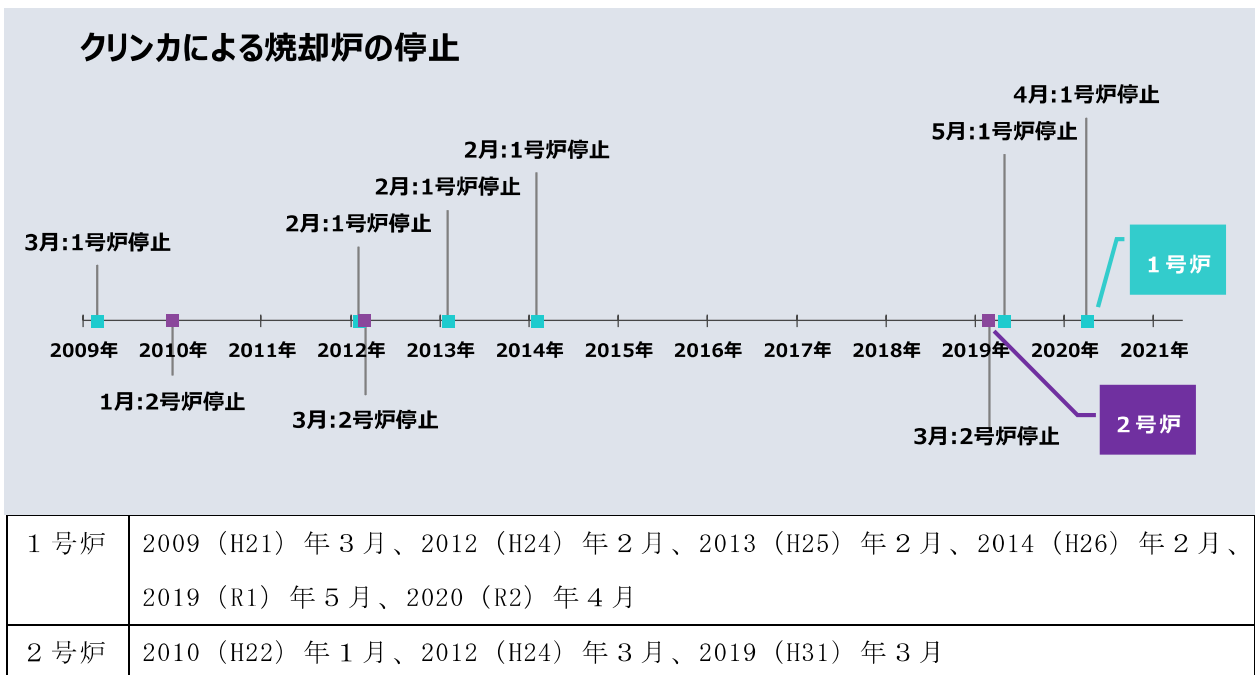 クリンカによる焼却炉の停止
4月:1号炉停止
5月:1号炉停止
2月:1号炉停止
2月:1号炉停止
2月:1号炉停止
3月:1号炉停止
1号炉
2009年 2010年 2011年 2012年 2013年 2014年 2015年 2016年 2017年 2018年 2019年 2020年 2021年
1月:2号炉停止
3月:2号炉停止
3月:2号炉停止
2号炉
1号炉 2009（H21）年3月、2012（H24）年2月、2013（H25）年2月、2014（H26）年2月、
2019（R1）年5月、2020（R2）年4月
2号炉 2010（H22）年1月、2012（H24）年3月、2019（H31）年3月